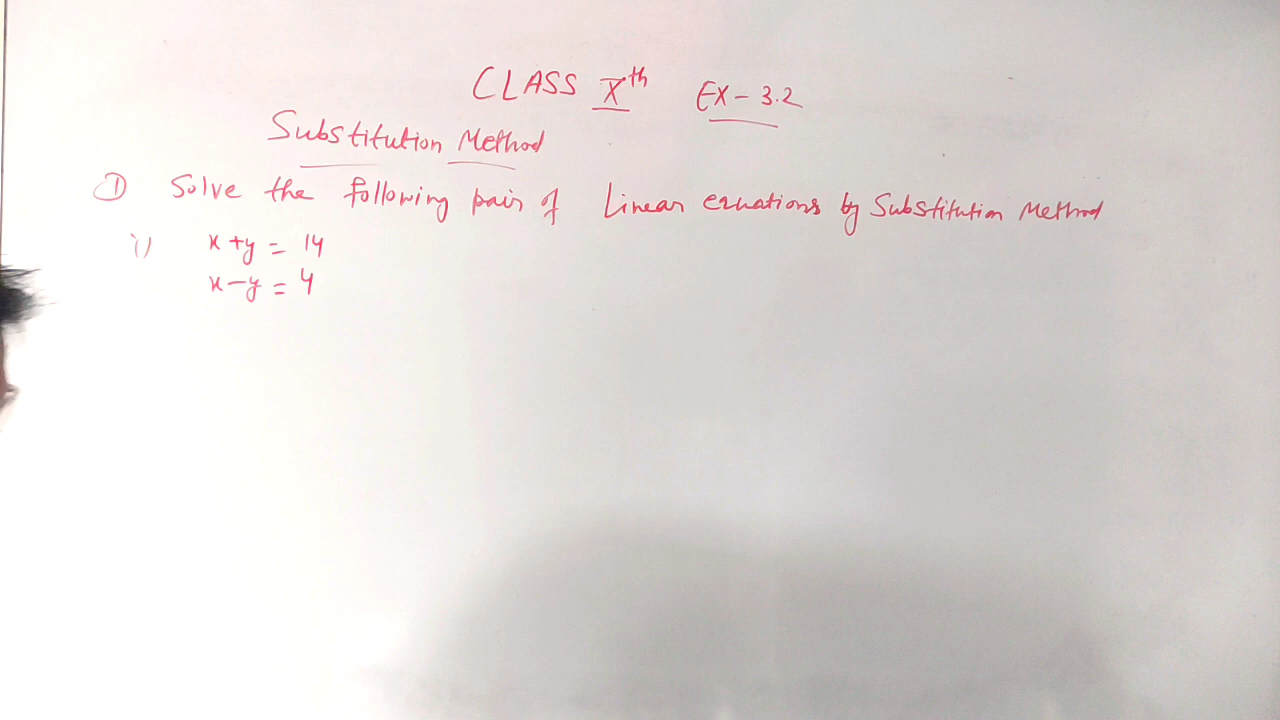 CLASS Xth EX-3.2
Substitution Method
① Solve the following pair of Linear equations by Substitution Method
i) x+y = 14
x-y = 4